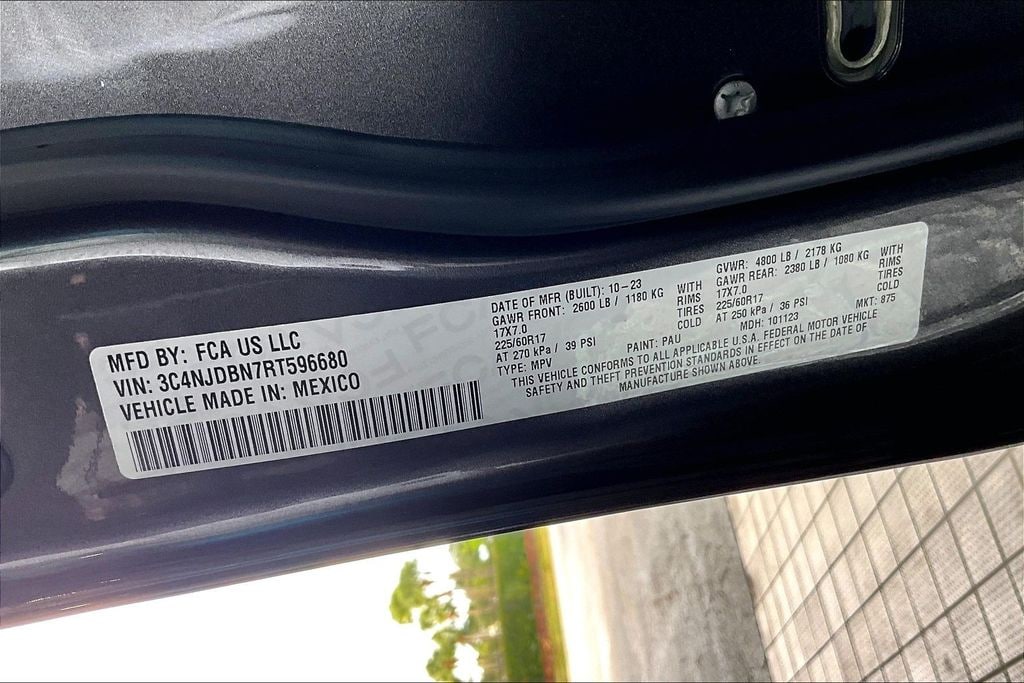 MFD BY: FCA US LLC
VIN: 3C4NJDBN7RT596680
VEHICLE MADE IN: MEXICO
DATE OF MFR (BUILT): 10-23
GAWR FRONT: 2600 LB / 1180 KG WITH
17X7.0 RIMS
225/60R17 TIRES
AT 270 kPa / 39 PSI COLD
TYPE: MPV
GVWR: 4800 LB / 2178 KG
GAWR REAR: 2380 LB / 1080 KG WITH
17X7.0 RIMS
225/60R17 TIRES
AT 250 kPa / 36 PSI COLD
PAINT: PAU MDH: 101123 MKT: 875
THIS VEHICLE CONFORMS TO ALL APPLICABLE U.S.A. FEDERAL MOTOR VEHICLE
SAFETY AND THEFT PREVENTION STANDARDS IN EFFECT ON THE DATE OF
MANUFACTURE SHOWN ABOVE.